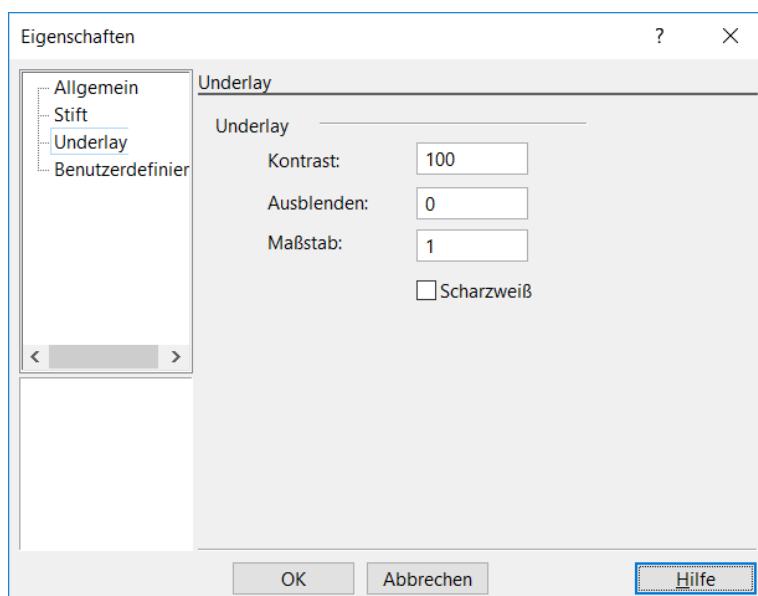 Eigenschaften
Allgemein
Stift
Underlay
Benutzerdefinier
Underlay
Underlay
Kontrast: 100
Ausblenden: 0
Maßstab: 1
Scharzweiß
OK Abbrechen Hilfe